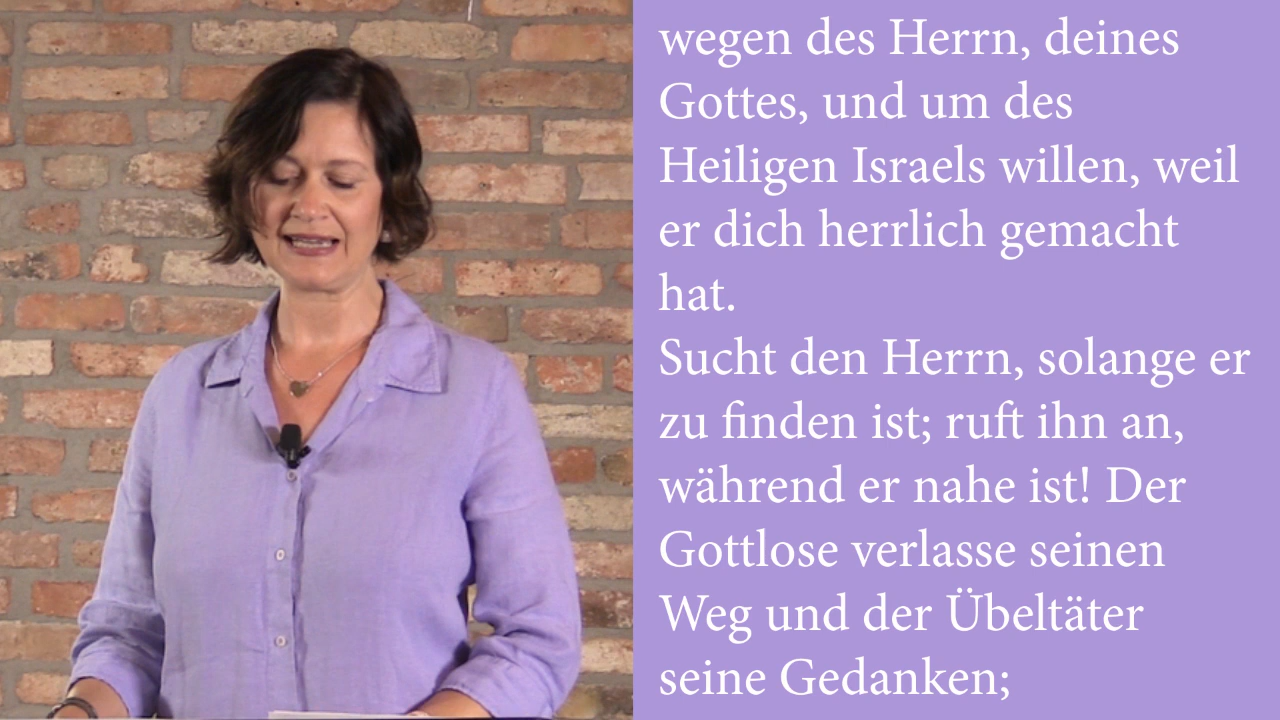 wegen des Herrn, deines
Gottes, und um des
Heiligen Israels willen, weil
er dich herrlich gemacht
hat.
Sucht den Herrn, solange er
zu finden ist; ruft ihn an,
während er nahe ist! Der
Gottlose verlasse seinen
Weg und der Übeltäter
seine Gedanken;